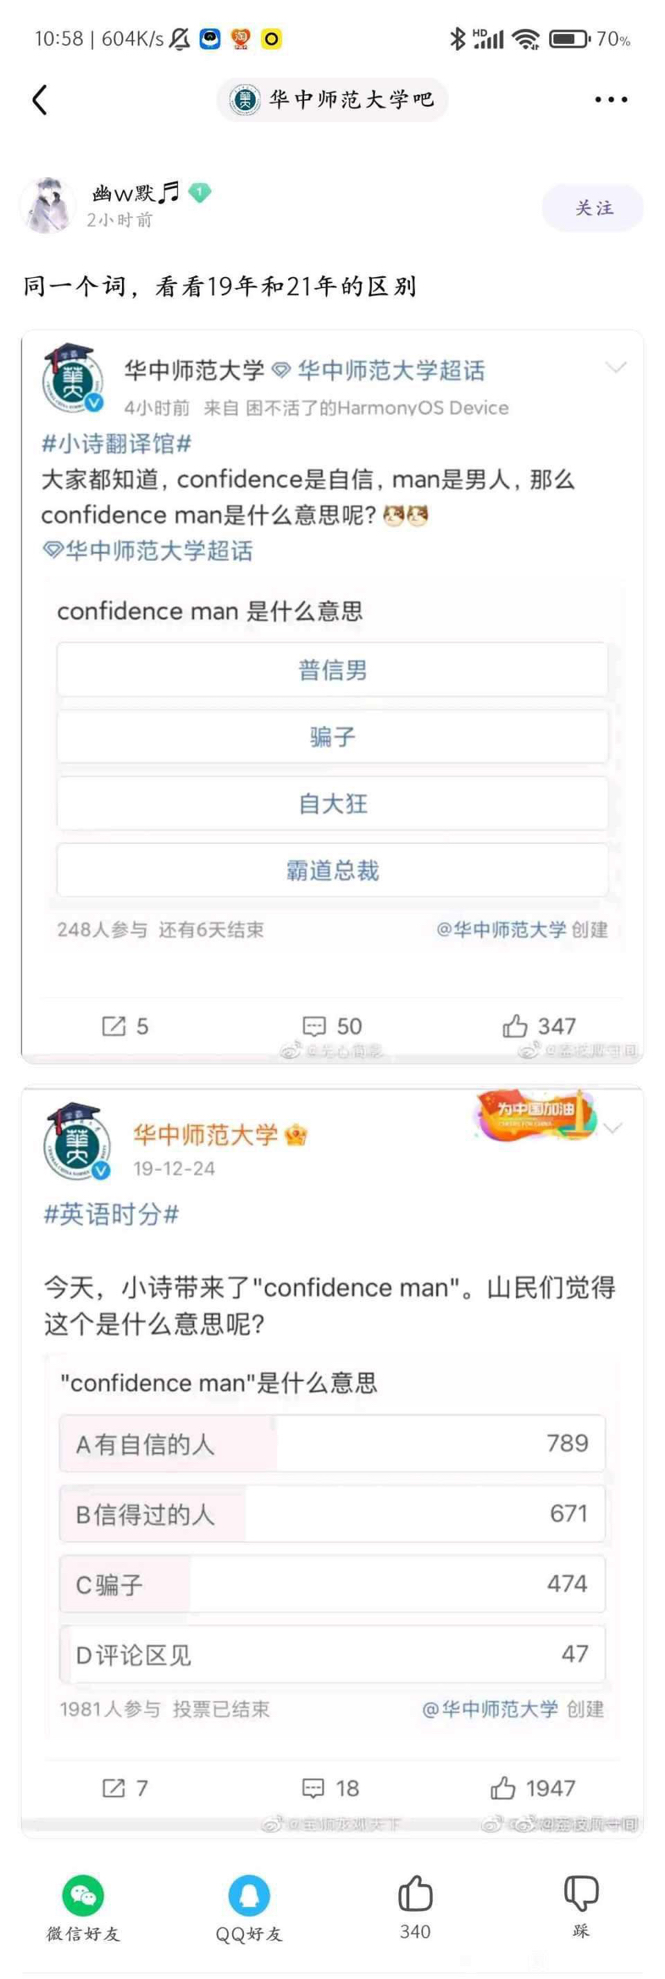 10:58 | 604K/s
HD
70%
华中师范大学吧
幽w默
1
2小时前
关注
同一个词，看看19年和21年的区别
华中师范大学 华中师范大学超话
4小时前 来自 困不活了的HarmonyOS Device
#小诗翻译馆#
大家都知道, confidence是自信, man是男人, 那么
confidence man是什么意思呢?
华中师范大学超话
confidence man 是什么意思
普信男
骗子
自大狂
霸道总裁
248人参与 还有6天结束
@华中师范大学 创建
5
50
347
为中国加油
华中师范大学
19-12-24
#英语时分#
今天，小诗带来了"confidence man"。山民们觉得
这个是什么意思呢?
"confidence man"是什么意思
A有自信的人
789
B信得过的人
671
C骗子
474
D评论区见
47
1981人参与 投票已结束
@华中师范大学 创建
7
18
1947
微信好友
QQ好友
340
踩